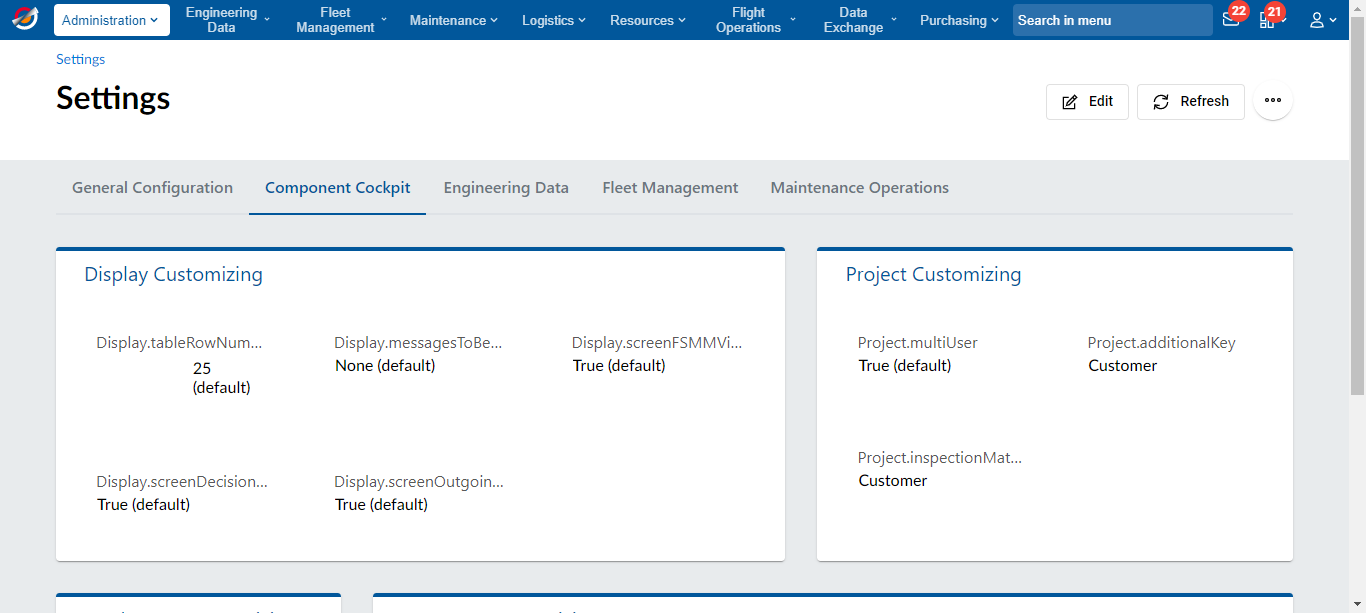 Administration
Engineering
Data
Fleet
Management
Maintenance
Logistics
Resources
Flight
Operations
Data
Exchange
Purchasing
Search in menu
22
21
Settings
Settings
Edit
Refresh
General Configuration
Component Cockpit
Engineering Data
Fleet Management
Maintenance Operations
Display Customizing
Project Customizing
Display.tableRowNum...
25
(default)
Display.messagesToBe...
None (default)
Display.screenFSMMVi...
True (default)
Project.multiUser
True (default)
Project.additionalKey
Customer
Project.inspectionMat...
Customer
Display.screenDecision...
True (default)
Display.screenOutgoin...
True (default)